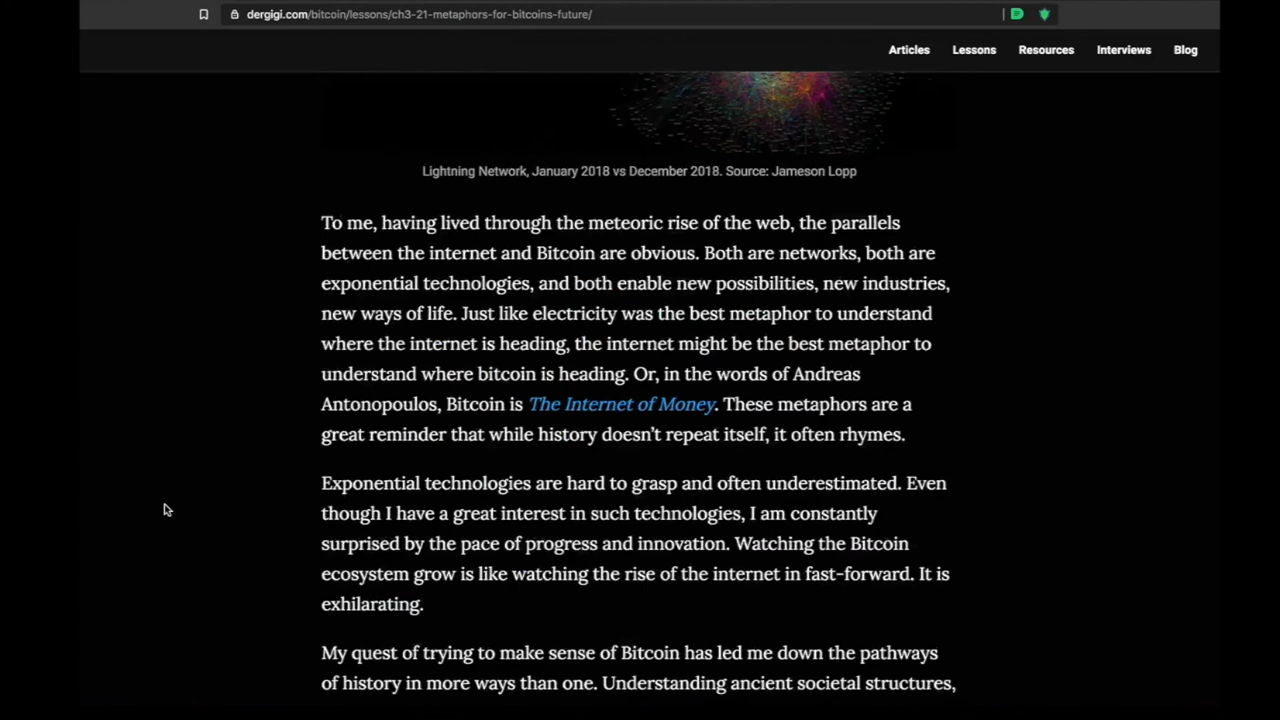 dergigi.com/bitcoin/lessons/ch3-21-metaphors-for-bitcoins-future/
Articles Lessons Resources Interviews Blog
Lightning Network, January 2018 vs December 2018. Source: Jameson Lopp
To me, having lived through the meteoric rise of the web, the parallels
between the internet and Bitcoin are obvious. Both are networks, both are
exponential technologies, and both enable new possibilities, new industries,
new ways of life. Just like electricity was the best metaphor to understand
where the internet is heading, the internet might be the best metaphor to
understand where bitcoin is heading. Or, in the words of Andreas
Antonopoulos, Bitcoin is The Internet of Money. These metaphors are a
great reminder that while history doesn’t repeat itself, it often rhymes.
Exponential technologies are hard to grasp and often underestimated. Even
though I have a great interest in such technologies, I am constantly
surprised by the pace of progress and innovation. Watching the Bitcoin
ecosystem grow is like watching the rise of the internet in fast-forward. It is
exhilarating.
My quest of trying to make sense of Bitcoin has led me down the pathways
of history in more ways than one. Understanding ancient societal structures,